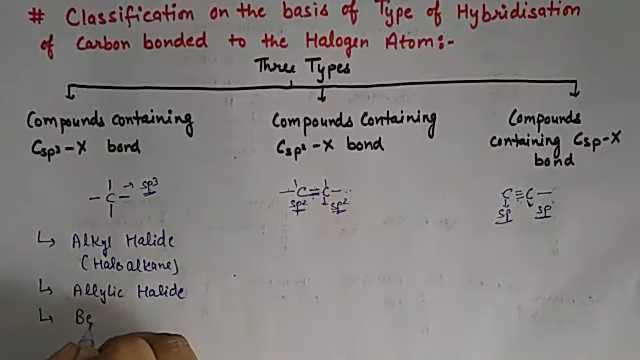 # Classification on the basis of Type of Hybridisation
of Carbon bonded to the Halogen Atom:-
Three Types
Compounds containing
Csp³-X bond
Compounds Containing
Csp²-X bond
Compounds
containing Csp-X
bond
-C- → sp³
-C=C-
sp² sp²
C≡C-
sp sp
↳ Alkyl Halide
(Haloalkane)
↳ Allylic Halide
↳ Be